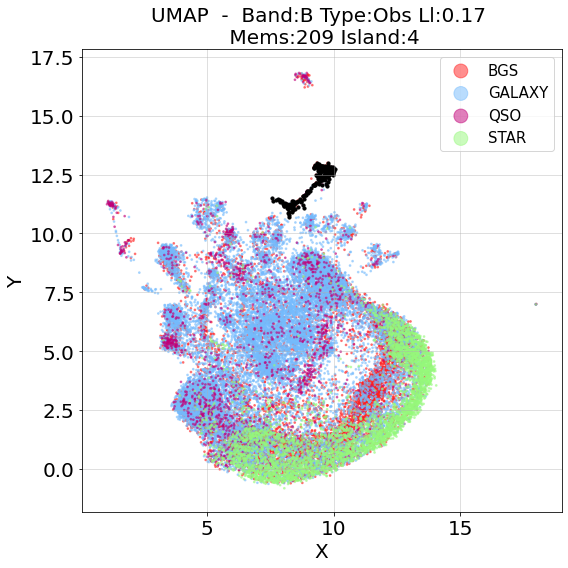 UMAP - Band:B Type:Obs Ll:0.17
Mems:209 Island:4
BGS
GALAXY
QSO
STAR
17.5
15.0
12.5
10.0
7.5
5.0
2.5
0.0
Y
5 10 15
X